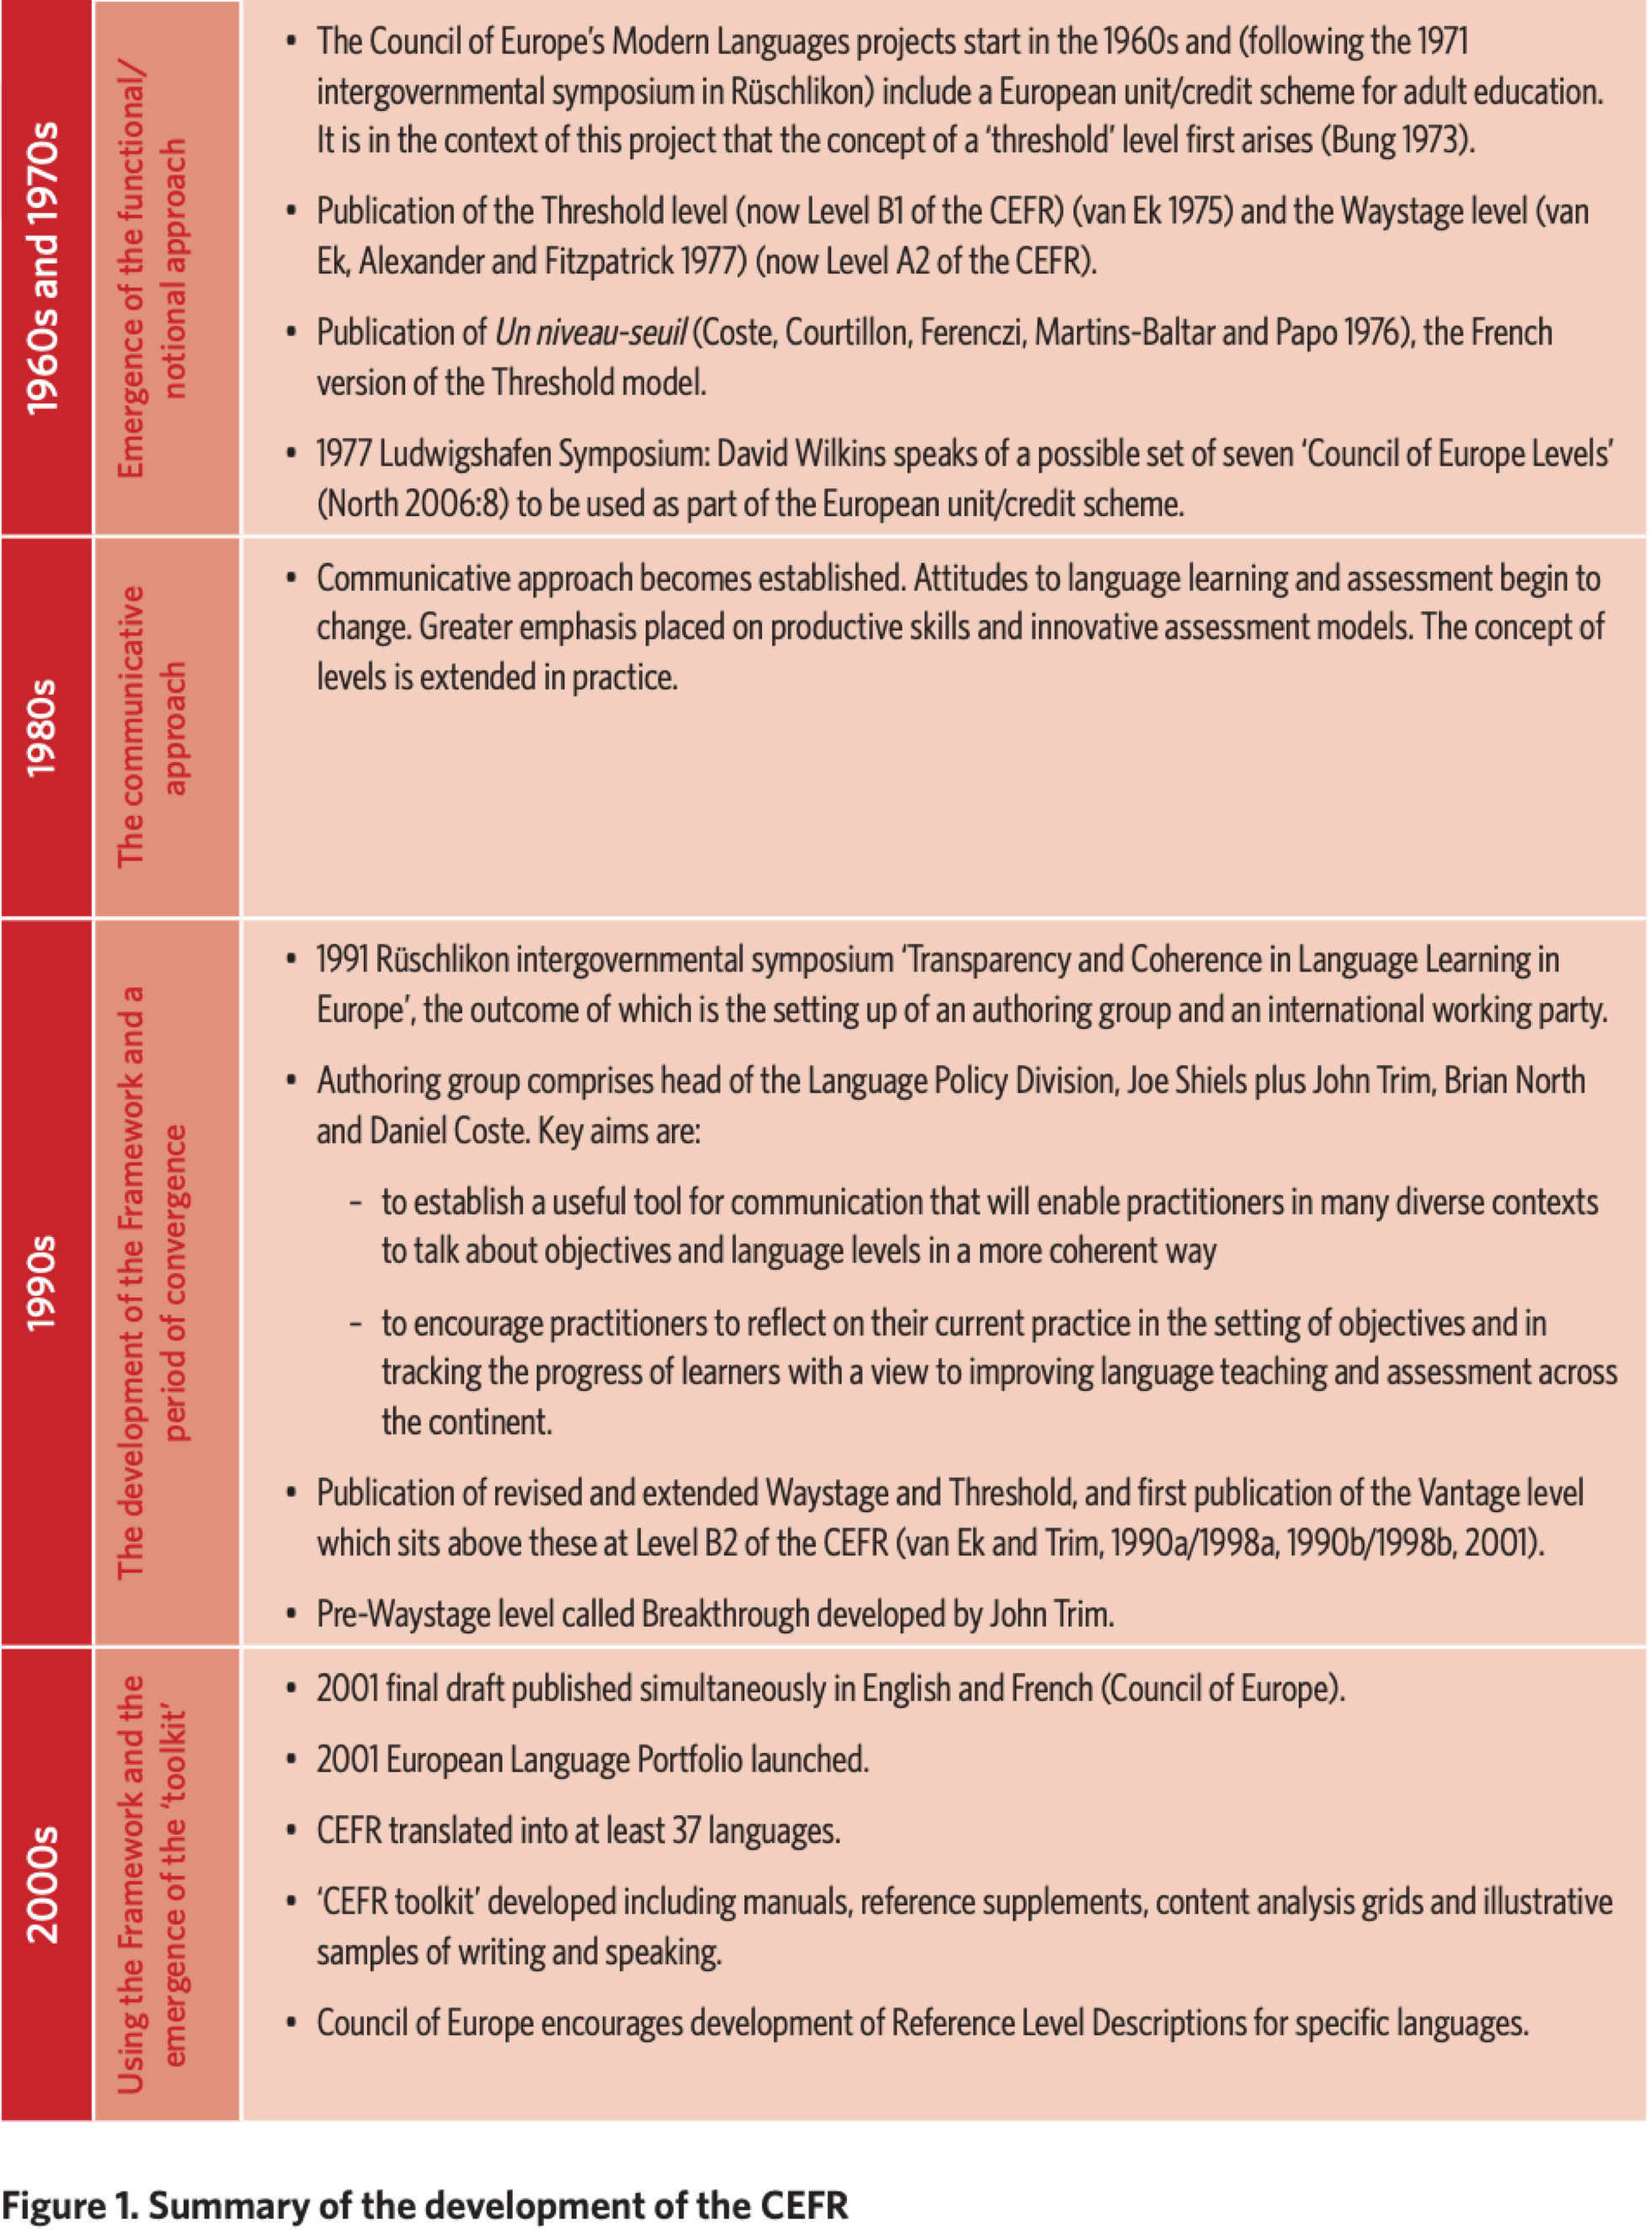 1960s and 1970s
Emergence of the functional/
notional approach
• The Council of Europe’s Modern Languages projects start in the 1960s and (following the 1971
intergovernmental symposium in Rüschlikon) include a European unit/credit scheme for adult education.
It is in the context of this project that the concept of a ‘threshold’ level first arises (Bung 1973).
• Publication of the Threshold level (now Level B1 of the CEFR) (van Ek 1975) and the Waystage level (van
Ek, Alexander and Fitzpatrick 1977) (now Level A2 of the CEFR).
• Publication of Un niveau-seuil (Coste, Courtillon, Ferenczi, Martins-Baltar and Papo 1976), the French
version of the Threshold model.
• 1977 Ludwigshafen Symposium: David Wilkins speaks of a possible set of seven ‘Council of Europe Levels’
(North 2006:8) to be used as part of the European unit/credit scheme.
1980s
The communicative
approach
• Communicative approach becomes established. Attitudes to language learning and assessment begin to
change. Greater emphasis placed on productive skills and innovative assessment models. The concept of
levels is extended in practice.
1990s
The development of the Framework and a
period of convergence
• 1991 Rüschlikon intergovernmental symposium ‘Transparency and Coherence in Language Learning in
Europe’, the outcome of which is the setting up of an authoring group and an international working party.
• Authoring group comprises head of the Language Policy Division, Joe Shiels plus John Trim, Brian North
and Daniel Coste. Key aims are:
– to establish a useful tool for communication that will enable practitioners in many diverse contexts
to talk about objectives and language levels in a more coherent way
– to encourage practitioners to reflect on their current practice in the setting of objectives and in
tracking the progress of learners with a view to improving language teaching and assessment across
the continent.
• Publication of revised and extended Waystage and Threshold, and first publication of the Vantage level
which sits above these at Level B2 of the CEFR (van Ek and Trim, 1990a/1998a, 1990b/1998b, 2001).
• Pre-Waystage level called Breakthrough developed by John Trim.
2000s
Using the Framework and the
emergence of the ‘toolkit’
• 2001 final draft published simultaneously in English and French (Council of Europe).
• 2001 European Language Portfolio launched.
• CEFR translated into at least 37 languages.
• ‘CEFR toolkit’ developed including manuals, reference supplements, content analysis grids and illustrative
samples of writing and speaking.
• Council of Europe encourages development of Reference Level Descriptions for specific languages.
Figure 1. Summary of the development of the CEFR